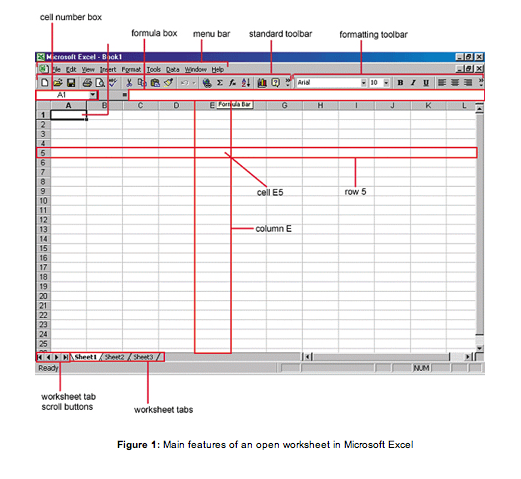 cell number box
formula box
menu bar
standard toolbar
formatting toolbar
Microsoft Excel - Book1
File Edit View Insert Format Tools Data Window Help
Arial 10 B I U
A1 =
Formula Bar
A B C D E G H I J K L
1
2
3
4
5
6
7
8
9
10
11
12
13
14
15
16
17
18
19
20
21
22
23
24
25
cell E5
row 5
column E
Sheet1 Sheet2 Sheet3
Ready NUM
worksheet tab
scroll buttons
worksheet tabs
Figure 1: Main features of an open worksheet in Microsoft Excel